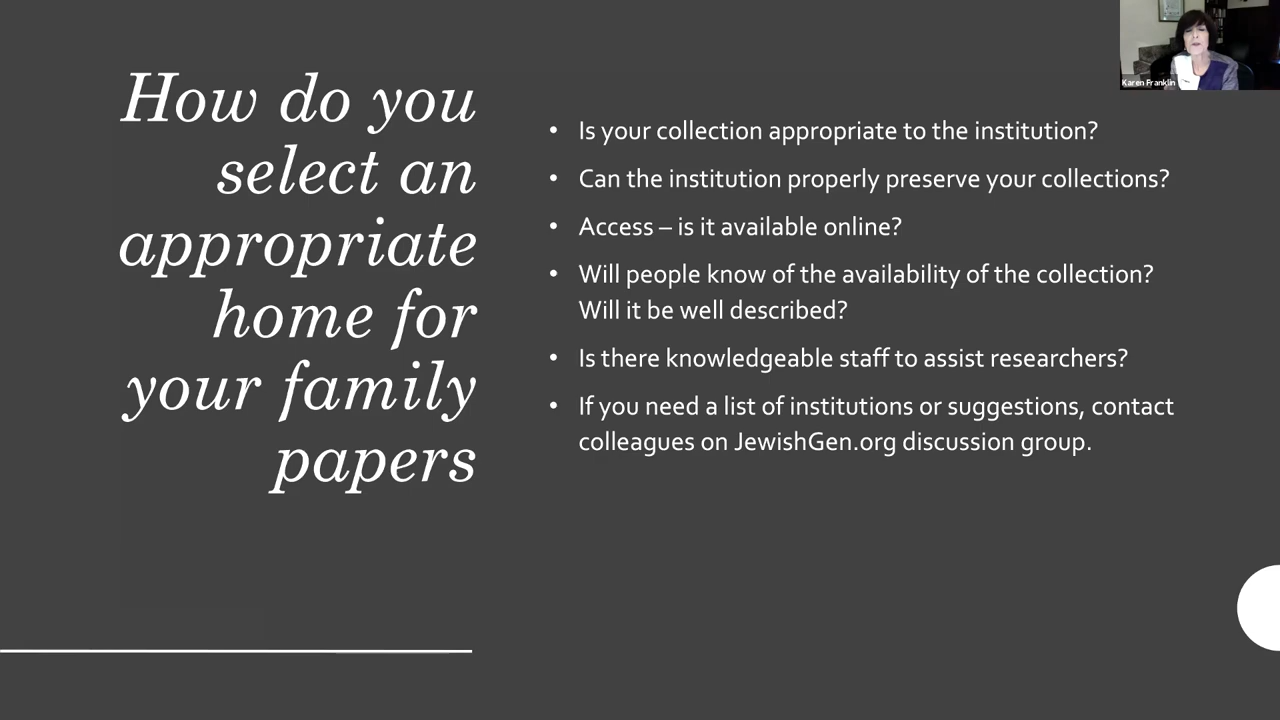 How do you
select an
appropriate
home for
your family
papers
• Is your collection appropriate to the institution?
• Can the institution properly preserve your collections?
• Access – is it available online?
• Will people know of the availability of the collection?
Will it be well described?
• Is there knowledgeable staff to assist researchers?
• If you need a list of institutions or suggestions, contact
colleagues on JewishGen.org discussion group.
Karen Franklin